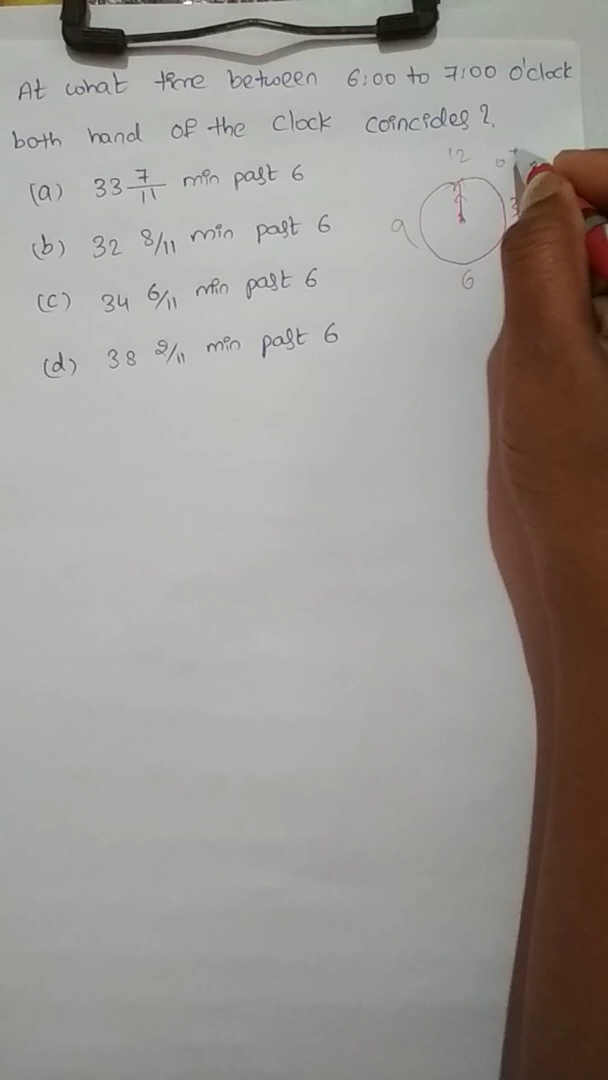 At what time between 6:00 to 7:00 O'clock
both hand of the clock coincides ?
(a) 33 7/11 min past 6
(b) 32 8/11 min past 6
(c) 34 6/11 min past 6
(d) 38 2/11 min past 6
12
9
6